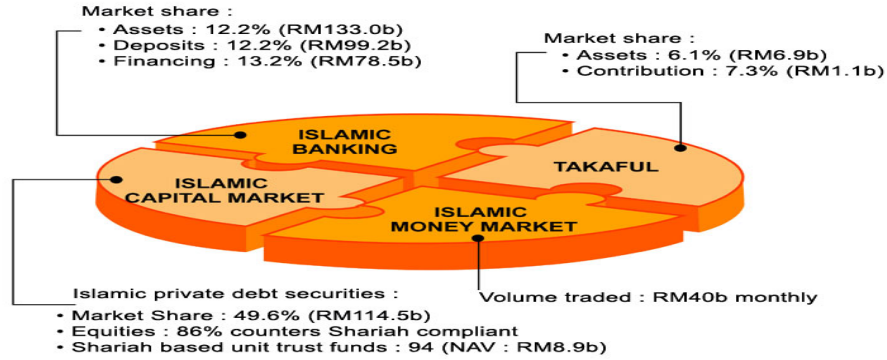 Market share :
• Assets : 12.2% (RM133.0b)
• Deposits : 12.2% (RM99.2b)
• Financing : 13.2% (RM78.5b)
Market share :
• Assets : 6.1% (RM6.9b)
• Contribution : 7.3% (RM1.1b)
ISLAMIC
BANKING
TAKAFUL
ISLAMIC
CAPITAL MARKET
ISLAMIC
MONEY MARKET
Islamic private debt securities :
• Market Share : 49.6% (RM114.5b)
• Equities : 86% counters Shariah compliant
• Shariah based unit trust funds : 94 (NAV : RM8.9b)
Volume traded : RM40b monthly